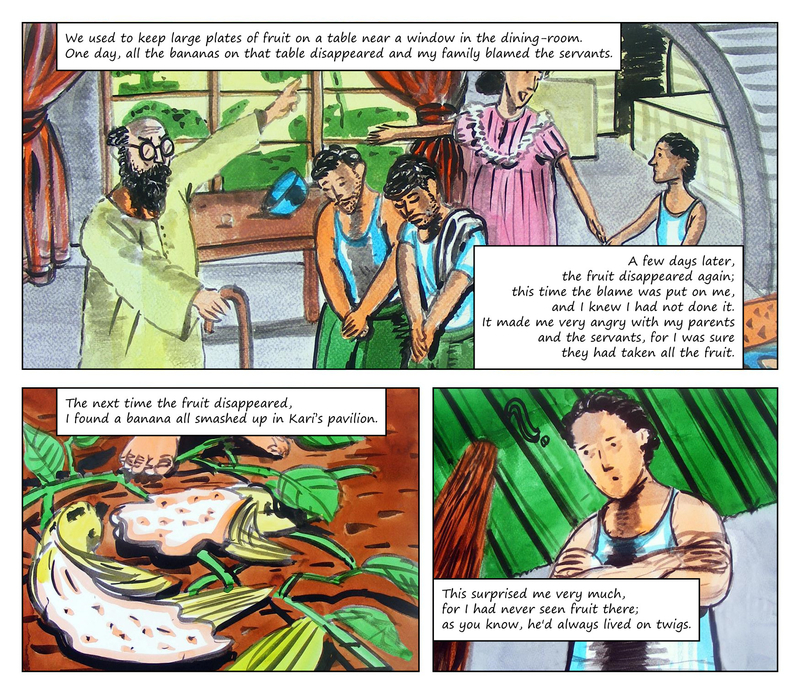 We used to keep large plates of fruit on a table near a window in the dining-room.
One day, all the bananas on that table disappeared and my family blamed the servants.
A few days later,
the fruit disappeared again;
this time the blame was put on me,
and I knew I had not done it.
It made me very angry with my parents
and the servants, for I was sure
they had taken all the fruit.
The next time the fruit disappeared,
I found a banana all smashed up in Kari's pavilion.
?
This surprised me very much,
for I had never seen fruit there;
as you know, he'd always lived on twigs.